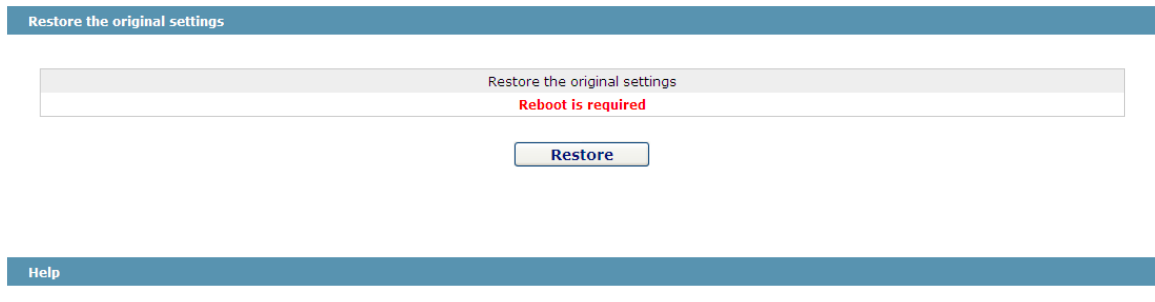 Restore the original settings
Restore the original settings
Reboot is required
Restore
Help